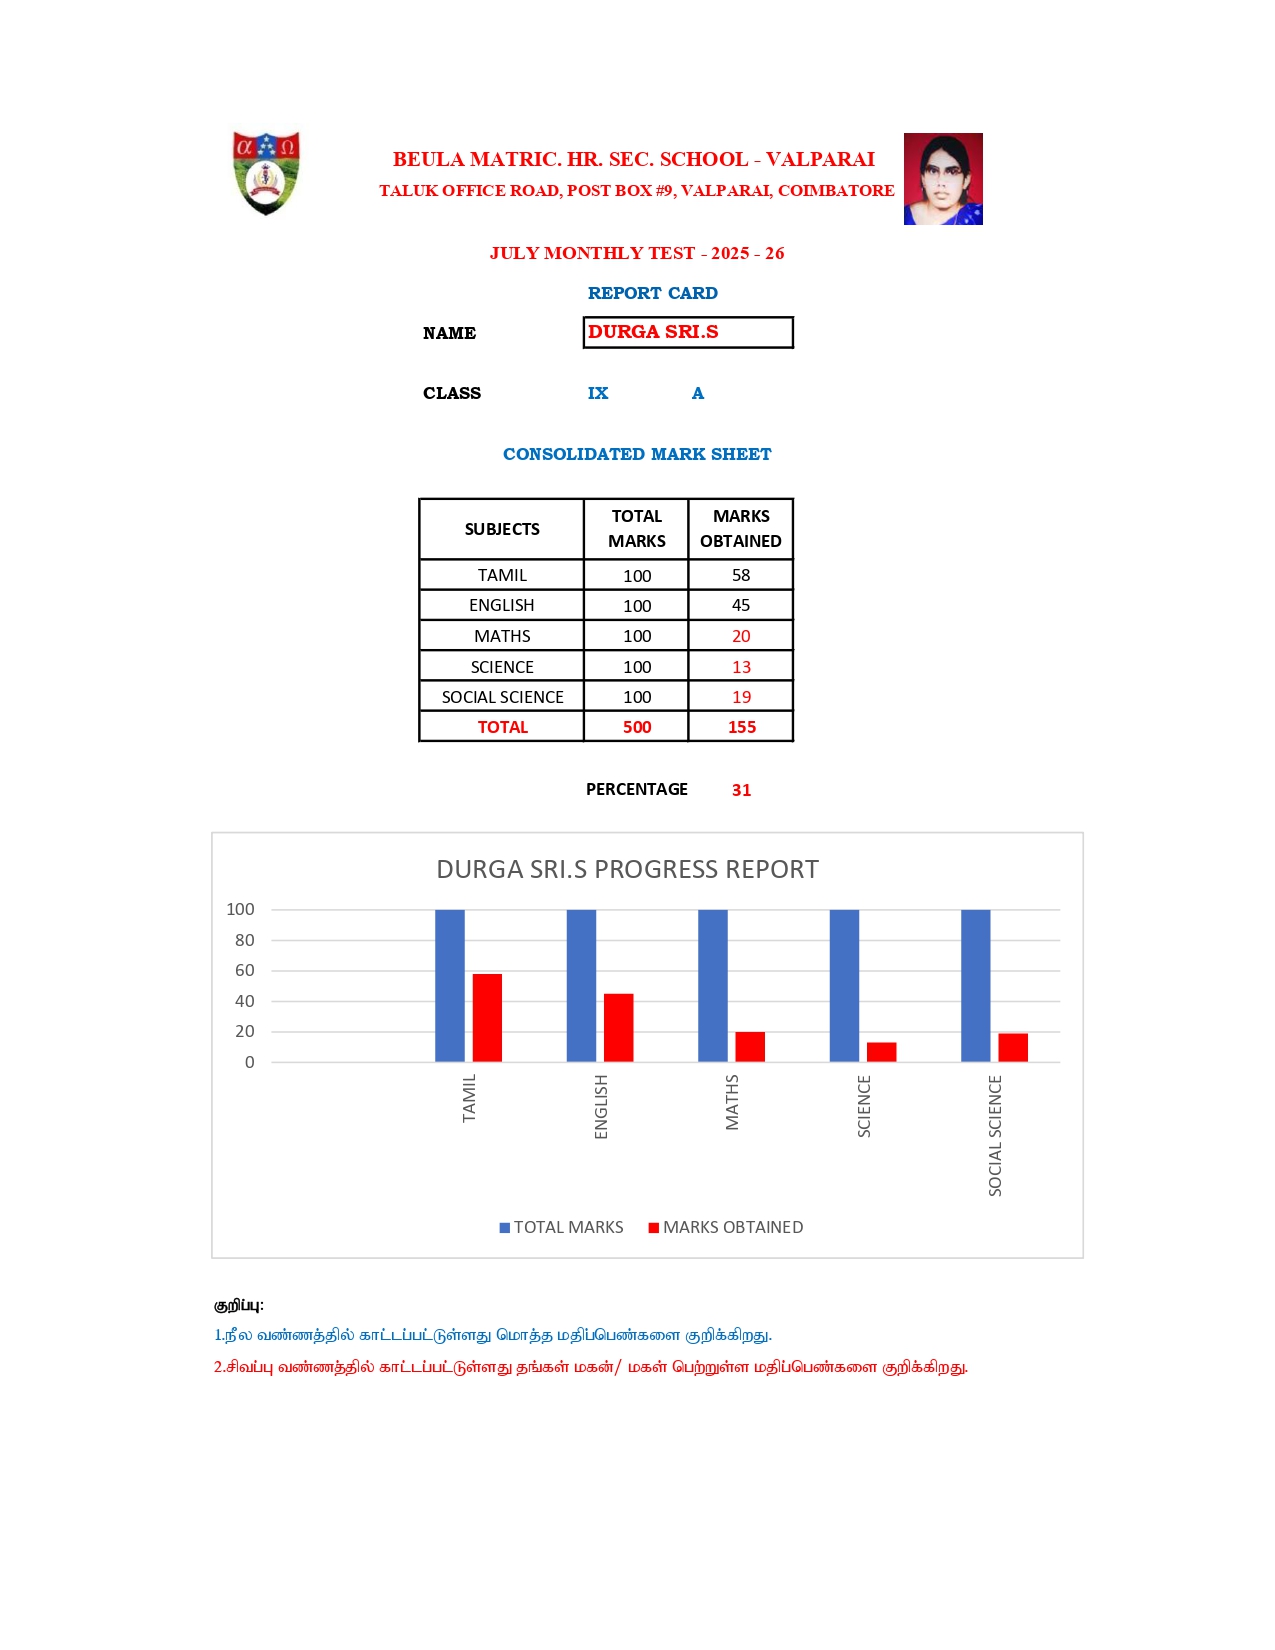 α Ω
BEULA MATRIC. HR. SEC. SCHOOL - VALPARAI
TALUK OFFICE ROAD, POST BOX #9, VALPARAI, COIMBATORE
JULY MONTHLY TEST - 2025 - 26
REPORT CARD
NAME DURGA SRI.S
CLASS IX A
CONSOLIDATED MARK SHEET
SUBJECTS TOTAL MARKS MARKS OBTAINED
TAMIL 100 58
ENGLISH 100 45
MATHS 100 20
SCIENCE 100 13
SOCIAL SCIENCE 100 19
TOTAL 500 155
PERCENTAGE 31
DURGA SRI.S PROGRESS REPORT
100
80
60
40
20
0
TAMIL ENGLISH MATHS SCIENCE SOCIAL SCIENCE
TOTAL MARKS MARKS OBTAINED
குறிப்பு:
1.நீல வண்ணத்தில் காட்டப்பட்டுள்ளது மொத்த மதிப்பெண்களை குறிக்கிறது.
2.சிவப்பு வண்ணத்தில் காட்டப்பட்டுள்ளது தங்கள் மகன்/ மகள் பெற்றுள்ள மதிப்பெண்களை குறிக்கிறது.